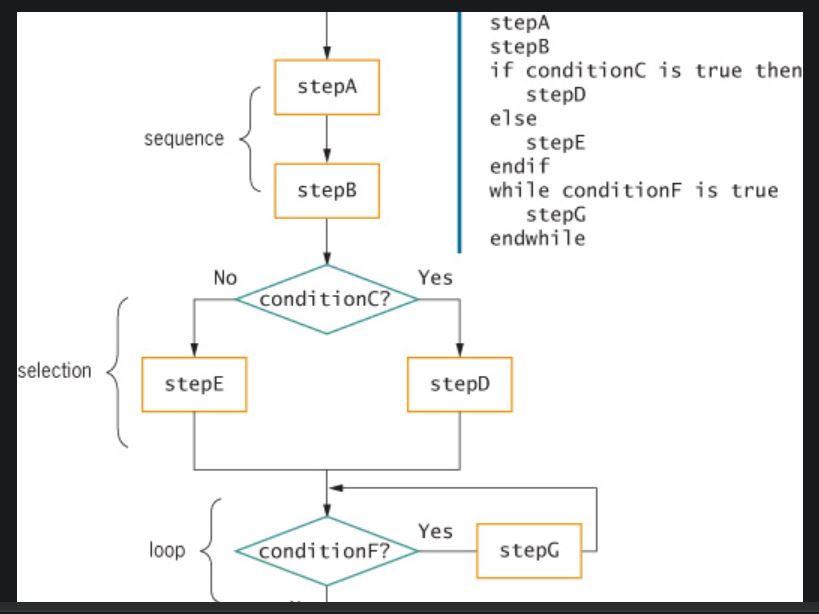 stepA
stepB
if conditionC is true then
stepD
else
stepE
endif
while conditionF is true
stepG
endwhile
stepA
sequence
stepB
No
Yes
conditionC?
selection
stepE
stepD
Yes
loop
conditionF?
stepG